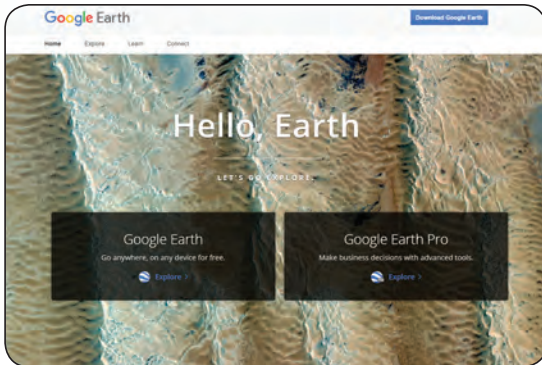 Google Earth
Download Google Earth
Home Explore Learn Connect
Hello, Earth
LET'S GO EXPLORE.
Google Earth
Go anywhere, on any device for free.
Explore >
Google Earth Pro
Make business decisions with advanced tools.
Explore >